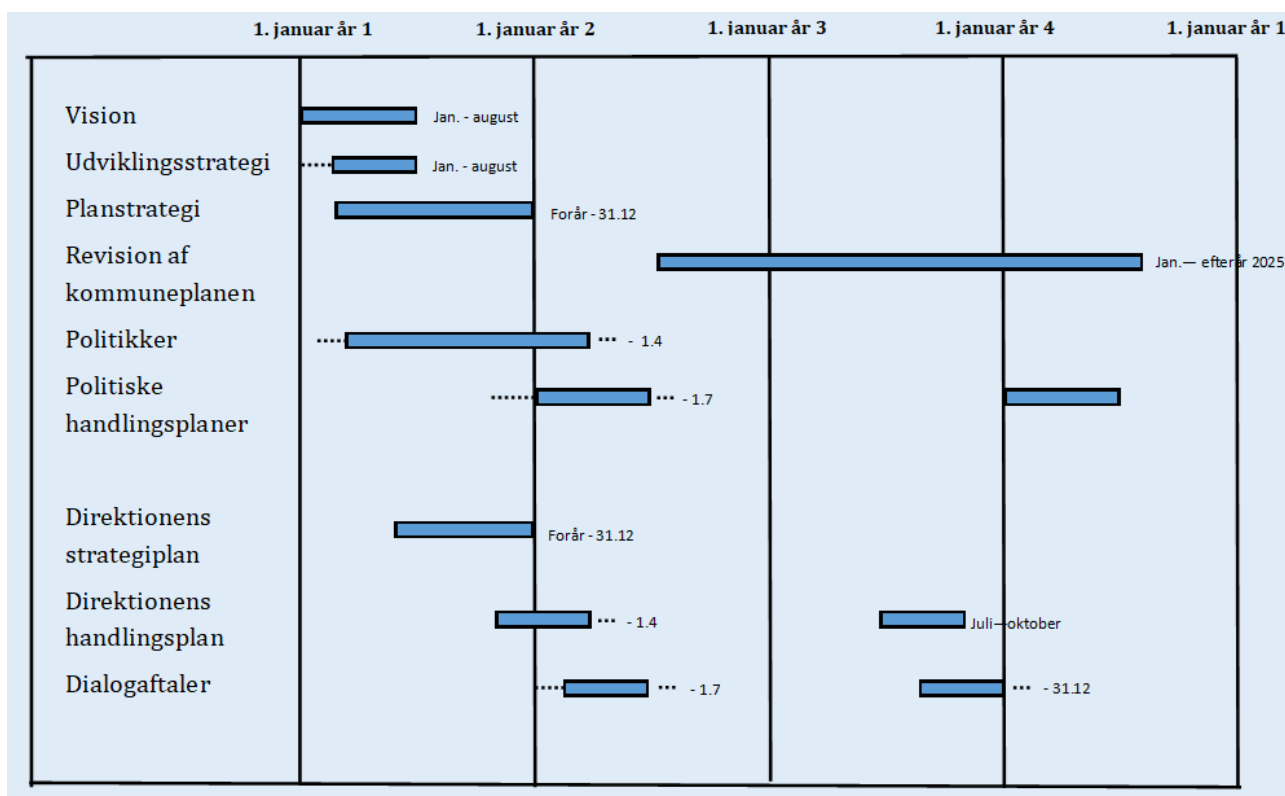 1. januar år 1 1. januar år 2 1. januar år 3 1. januar år 4 1. januar år 1
Vision Jan. - august
Udviklingsstrategi Jan. - august
Planstrategi Forår - 31.12
Revision af
kommuneplanen Jan.— efterår 2025
Politikker ... - 1.4
Politiske
handlingsplaner ... - 1.7
Direktionens
strategiplan Forår - 31.12
Direktionens
handlingsplan ... - 1.4 Juli—oktober
Dialogaftaler ... - 1.7 ... - 31.12